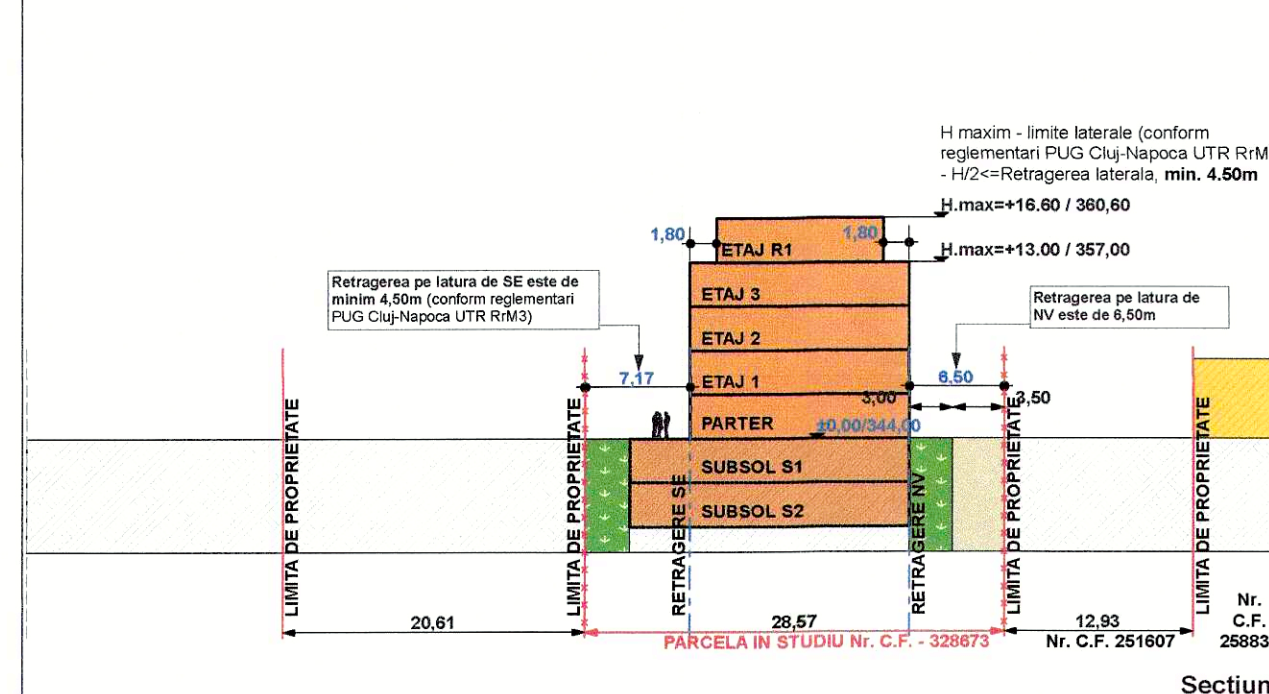 H maxim - limite laterale (conform
reglementari PUG Cluj-Napoca UTR RrM
- H/2<=Retragerea laterala, min. 4.50m
H.max=+16.60 / 360,60
1,80
1,80
ETAJ R1
H.max=+13.00 / 357,00
Retragerea pe latura de SE este de
minim 4,50m (conform reglementari
PUG Cluj-Napoca UTR RrM3)
ETAJ 3
Retragerea pe latura de
NV este de 6,50m
ETAJ 2
7,17
ETAJ 1
6,50
3,00
3,50
PARTER
±0,00/344,00
SUBSOL S1
SUBSOL S2
LIMITA DE PROPRIETATE
LIMITA DE PROPRIETATE
RETRAGERE SE
RETRAGERE NV
LIMITA DE PROPRIETATE
LIMITA DE PROPRIETATE
20,61
28,57
12,93
PARCELA IN STUDIU Nr. C.F. - 328673
Nr. C.F. 251607
Nr.
C.F.
25883
Sectiun